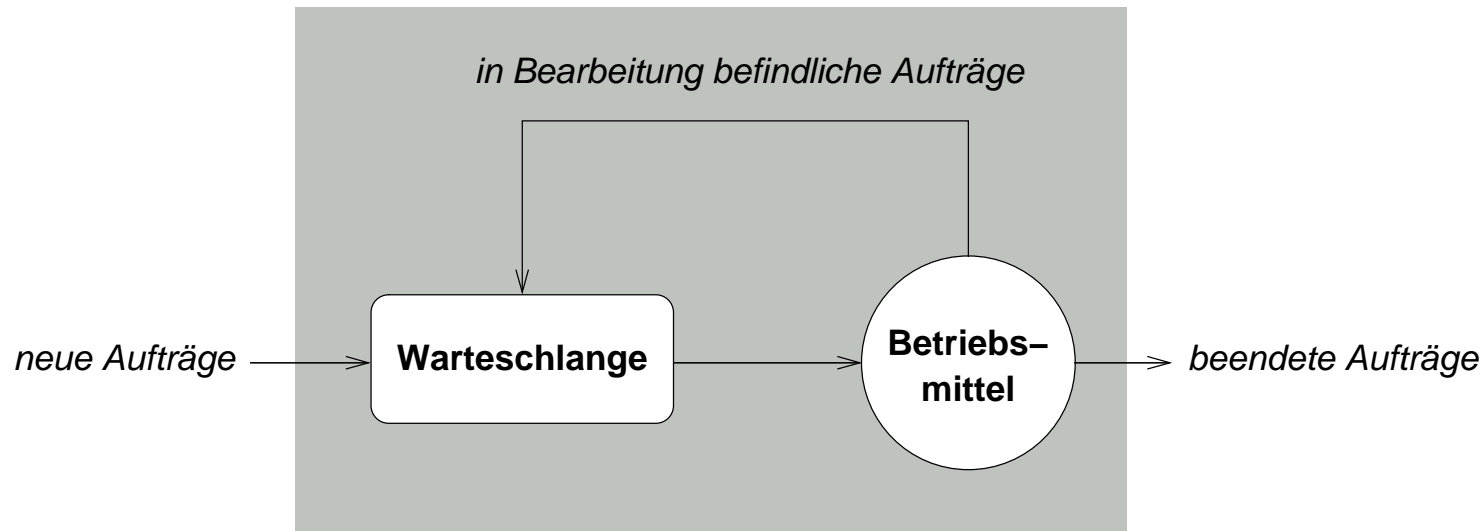 in Bearbeitung befindliche Aufträge
neue Aufträge
Warteschlange
Betriebs–
mittel
beendete Aufträge